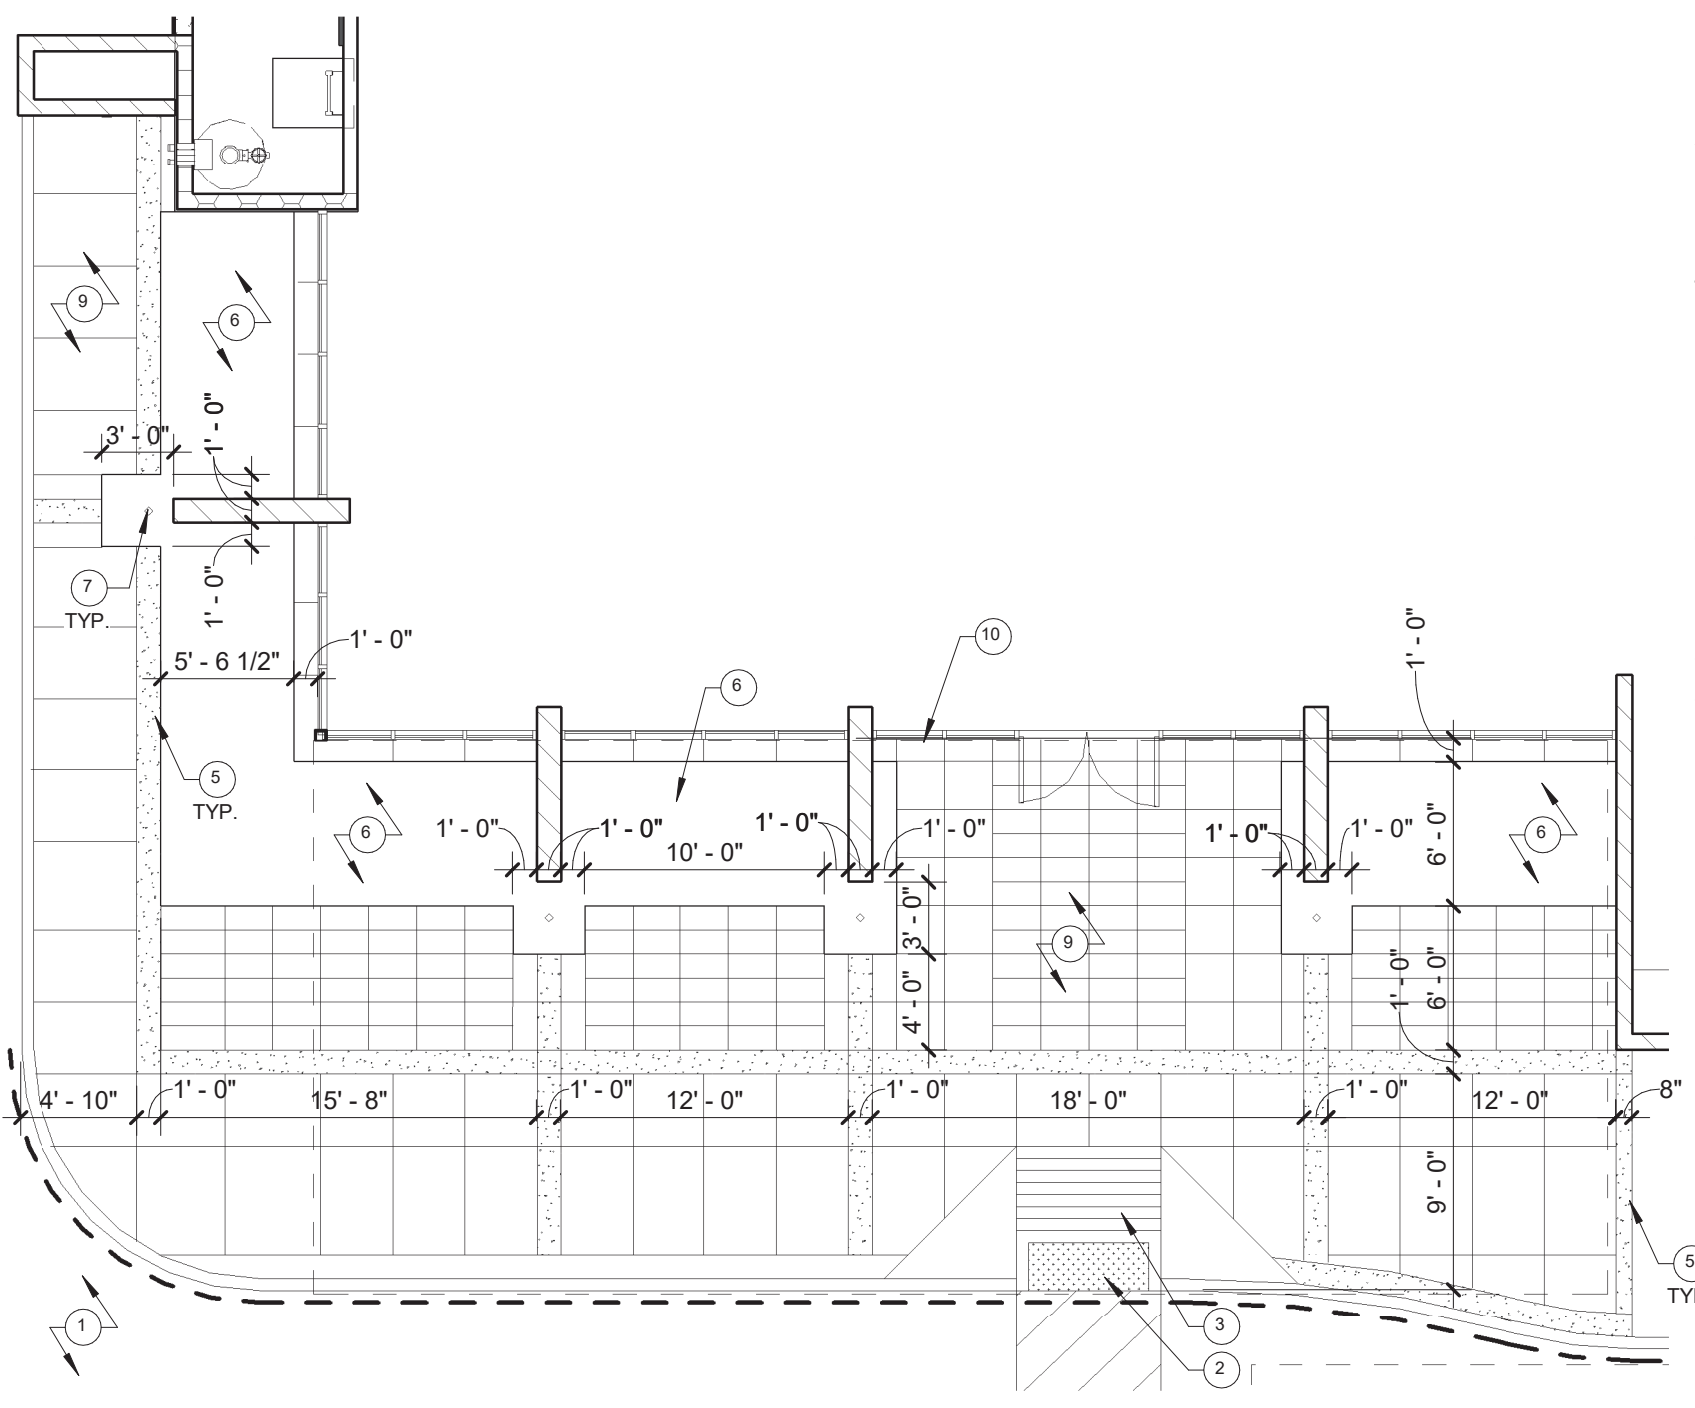 9
6
1' - 0"
3' - 0"
7
TYP.
1' - 0"
5' - 6 1/2"
1' - 0"
10
1' - 0"
6
5
TYP.
6
1' - 0"
1' - 0"
10' - 0"
1' - 0"
1' - 0"
1' - 0"
1' - 0"
6' - 0"
6
3' - 0"
9
4' - 0"
1' - 0"
6' - 0"
4' - 10"
1' - 0"
15' - 8"
1' - 0"
12' - 0"
1' - 0"
18' - 0"
1' - 0"
12' - 0"
8"
9' - 0"
5
1
3
2